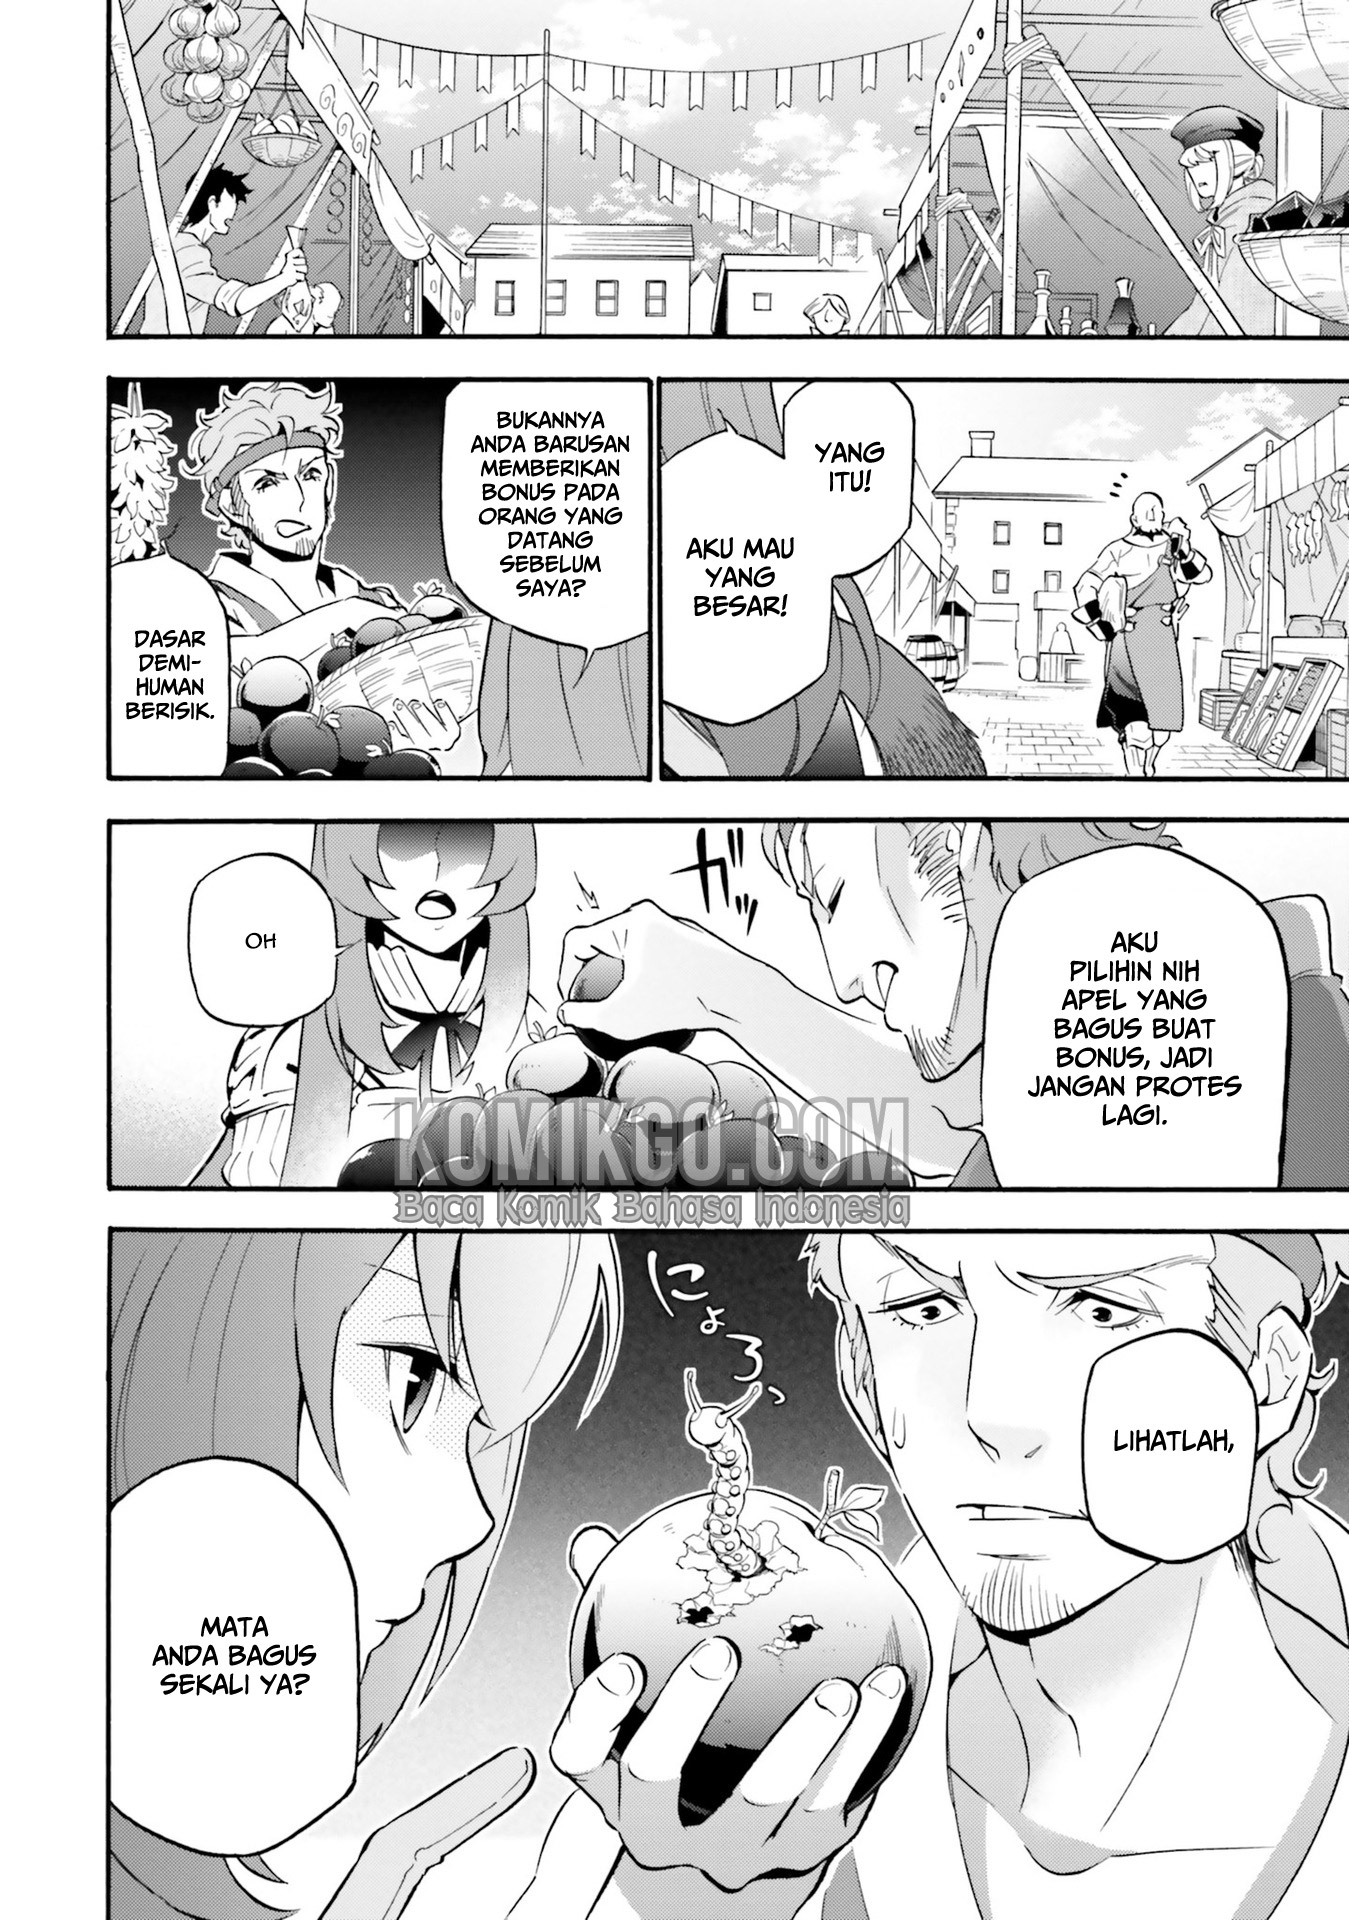 YANG
ITU!
AKU MAU
YANG
BESAR!
BUKANNYA
ANDA BARUSAN
MEMBERIKAN
BONUS PADA
ORANG YANG
DATANG
SEBELUM
SAYA?
DASAR
DEMI-
HUMAN
BERISIK.
AKU
PILIHIN NIH
APEL YANG
BAGUS BUAT
BONUS, JADI
JANGAN PROTES
LAGI.
ガッ
OH
KOMIKGO.COM
Baca Komik Bahasa Indonesia
LIHATLAH,
にょろっ
MATA
ANDA BAGUS
SEKALI YA?